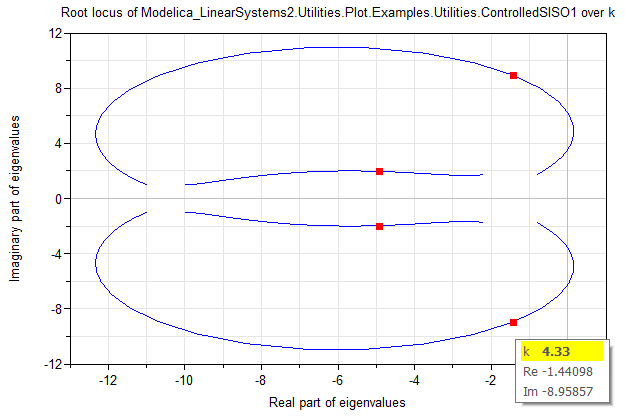 Root locus of Modelica_LinearSystems2.Utilities.Plot.Examples.Utilities.ControlledSISO1 over k
12
8
4
0
-4
-8
-12
Imaginary part of eigenvalues
-12
-10
-8
-6
-4
-2
Real part of eigenvalues
k 4.33
Re -1.44098
Im -8.95857